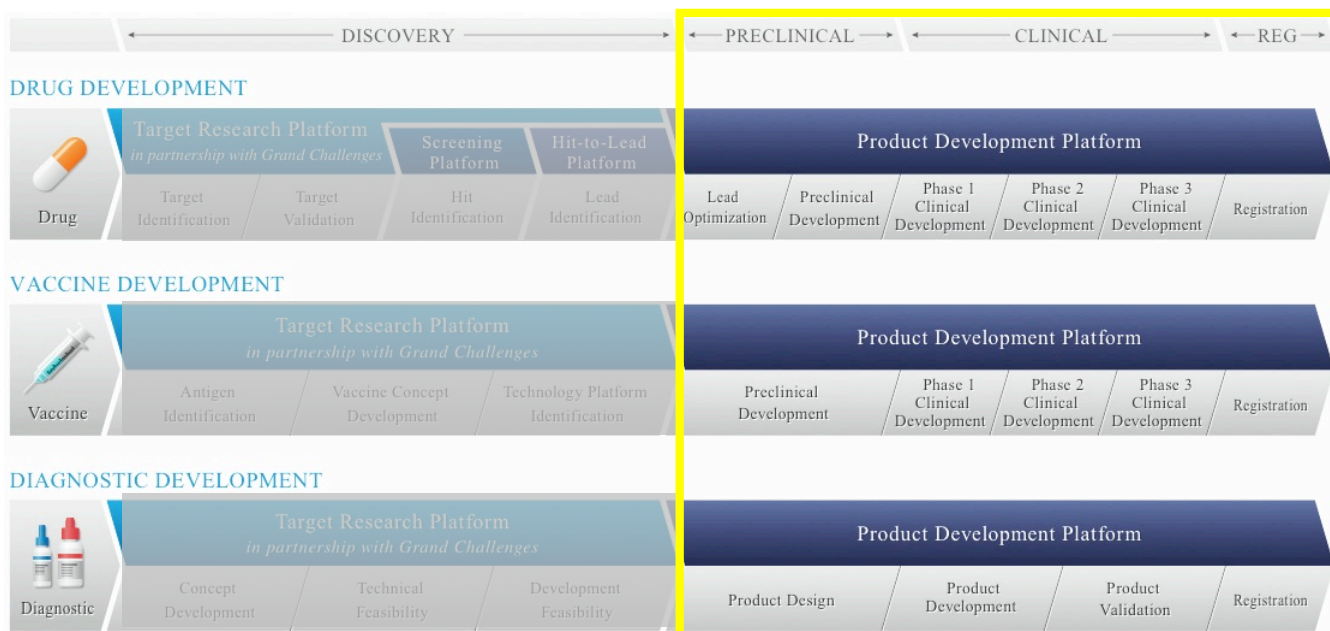 DISCOVERY PRECLINICAL CLINICAL REG
DRUG DEVELOPMENT
Drug
Target Research Platform
in partnership with Grand Challenges
Screening
Platform
Hit-to-Lead
Platform
Product Development Platform
Target
Identification
Target
Validation
Hit
Identification
Lead
Identification
Lead
Optimization
Preclinical
Development
Phase 1
Clinical
Development
Phase 2
Clinical
Development
Phase 3
Clinical
Development
Registration
VACCINE DEVELOPMENT
Vaccine
Target Research Platform
in partnership with Grand Challenges
Product Development Platform
Antigen
Identification
Vaccine Concept
Development
Technology Platform
Identification
Preclinical
Development
Phase 1
Clinical
Development
Phase 2
Clinical
Development
Phase 3
Clinical
Development
Registration
DIAGNOSTIC DEVELOPMENT
Diagnostic
Target Research Platform
in partnership with Grand Challenges
Product Development Platform
Concept
Development
Technical
Feasibility
Development
Feasibility
Product Design
Product
Development
Product
Validation
Registration